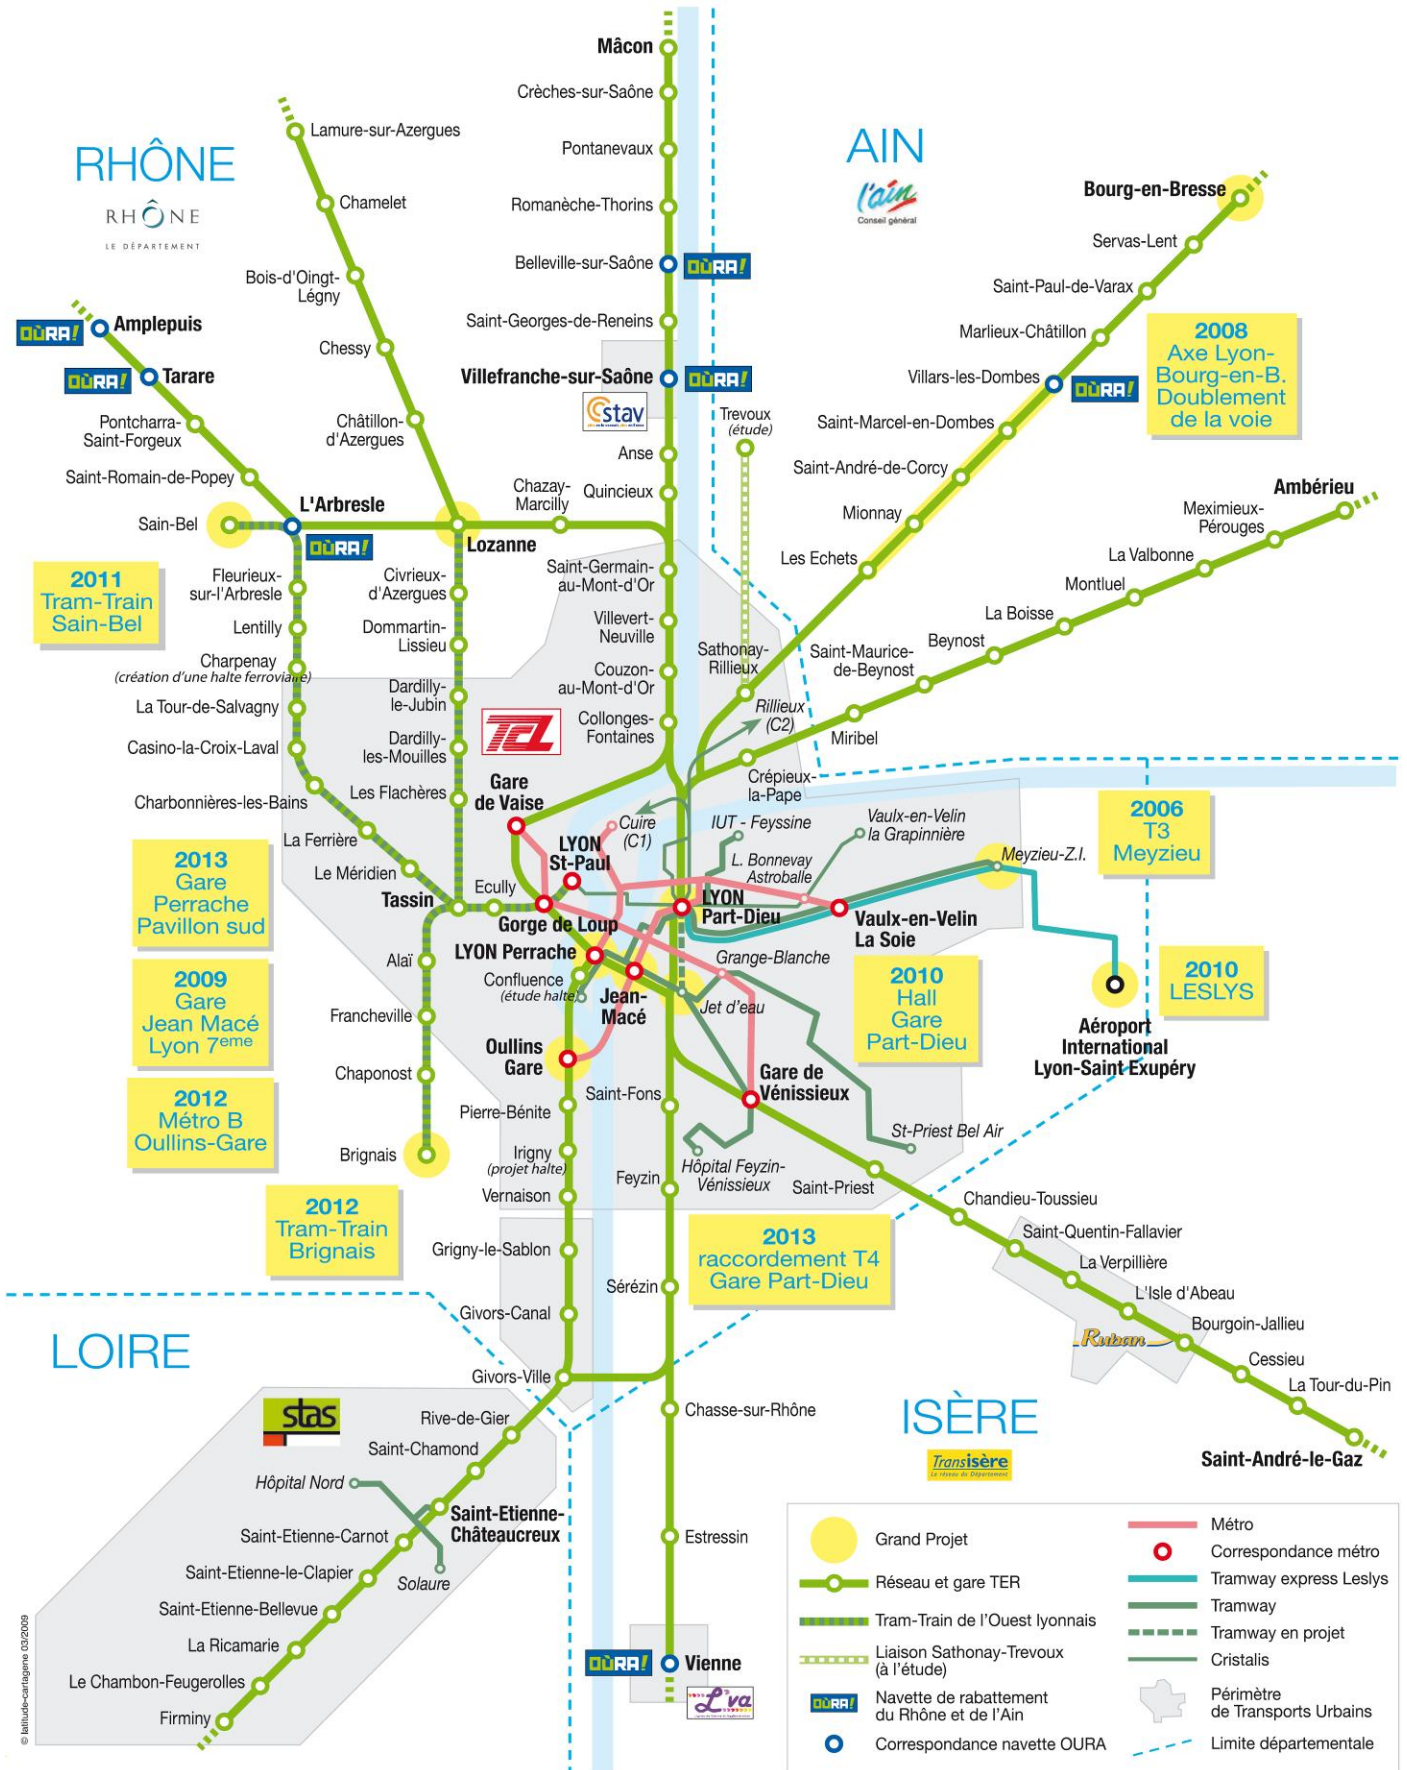 Mâcon
Crèches-sur-Saône
Pontanevaux
Romanèche-Thorins
Belleville-sur-Saône
OÙRA!
Saint-Georges-de-Reneins
Villefranche-sur-Saône
OÙRA!
stav
Anse
Quincieux
Chazay-
Marcilly
Saint-Germain-
au-Mont-d'Or
Villevert-
Neuville
Couzon-
au-Mont-d'Or
Collonges-
Fontaines
RHÔNE
RHÔNE
LE DÉPARTEMENT
Lamure-sur-Azergues
Chamelet
Bois-d'Oingt-
Légny
Chessy
Châtillon-
d'Azergues
Lozanne
OÙRA!
Amplepuis
OÙRA!
Tarare
Pontcharra-
Saint-Forgeux
Saint-Romain-de-Popey
L'Arbresle
OÙRA!
Sain-Bel
2011
Tram-Train
Sain-Bel
Fleurieux-
sur-l'Arbresle
Lentilly
Charpenay
(création d'une halte ferroviaire)
La Tour-de-Salvagny
Casino-la-Croix-Laval
Charbonnières-les-Bains
La Ferrière
Le Méridien
Tassin
Civrieux-
d'Azergues
Dommartin-
Lissieu
Dardilly-
le-Jubin
Dardilly-
les-Mouilles
Les Flachères
TCL
AIN
l'ain
Conseil général
Bourg-en-Bresse
Servas-Lent
Saint-Paul-de-Varax
Marlieux-Châtillon
Villars-les-Dombes
OÙRA!
Saint-Marcel-en-Dombes
Saint-André-de-Corcy
Mionnay
Les Echets
Sathonay-
Rillieux
2008
Axe Lyon-
Bourg-en-B.
Doublement
de la voie
Trevoux
(étude)
Ambérieu
Meximieux-
Pérouges
La Valbonne
Montluel
La Boisse
Beynost
Saint-Maurice-
de-Beynost
Miribel
Crépieux-
la-Pape
Rillieux
(C2)
Gare
de Vaise
LYON
St-Paul
Cuire
(C1)
IUT - Feyssine
Vaulx-en-Velin
la Grapinnière
L. Bonnevay
Astroballe
Meyzieu-Z.I.
2006
T3
Meyzieu
Ecully
Gorge de Loup
LYON
Part-Dieu
Vaulx-en-Velin
La Soie
LYON Perrache
Confluence
(étude halte)
Jean-
Macé
Grange-Blanche
Jet d'eau
2010
Hall
Gare
Part-Dieu
2010
LESLYS
Aéroport
International
Lyon-Saint Exupéry
2013
Gare
Perrache
Pavillon sud
2009
Gare
Jean Macé
Lyon 7eme
2012
Métro B
Oullins-Gare
2012
Tram-Train
Brignais
Alaï
Francheville
Chaponost
Brignais
Oullins
Gare
Pierre-Bénite
Irigny
(projet halte)
Vernaison
Grigny-le-Sablon
Givors-Canal
Givors-Ville
Saint-Fons
Feyzin
Sérézin
Chasse-sur-Rhône
Estressin
OÙRA!
Vienne
L'va
Gare de
Vénissieux
Hôpital Feyzin-
Vénissieux
St-Priest Bel Air
Saint-Priest
Chandieu-Toussieu
Saint-Quentin-Fallavier
La Verpillière
L'Isle d'Abeau
Bourgoin-Jallieu
Ruban
Cessieu
La Tour-du-Pin
Saint-André-le-Gaz
2013
raccordement T4
Gare Part-Dieu
LOIRE
stas
Rive-de-Gier
Saint-Chamond
Hôpital Nord
Saint-Etienne-
Châteaucreux
Saint-Etienne-Carnot
Solaure
Saint-Etienne-le-Clapier
Saint-Etienne-Bellevue
La Ricamarie
Le Chambon-Feugerolles
Firminy
© latitude-cartagene 03/2009
ISÈRE
Transisère
Le réseau du Département
Grand Projet
Réseau et gare TER
Tram-Train de l'Ouest lyonnais
Liaison Sathonay-Trevoux
(à l'étude)
OÙRA!
Navette de rabattement
du Rhône et de l'Ain
Correspondance navette OURA
Métro
Correspondance métro
Tramway express Leslys
Tramway
Tramway en projet
Cristalis
Périmètre
de Transports Urbains
Limite départementale